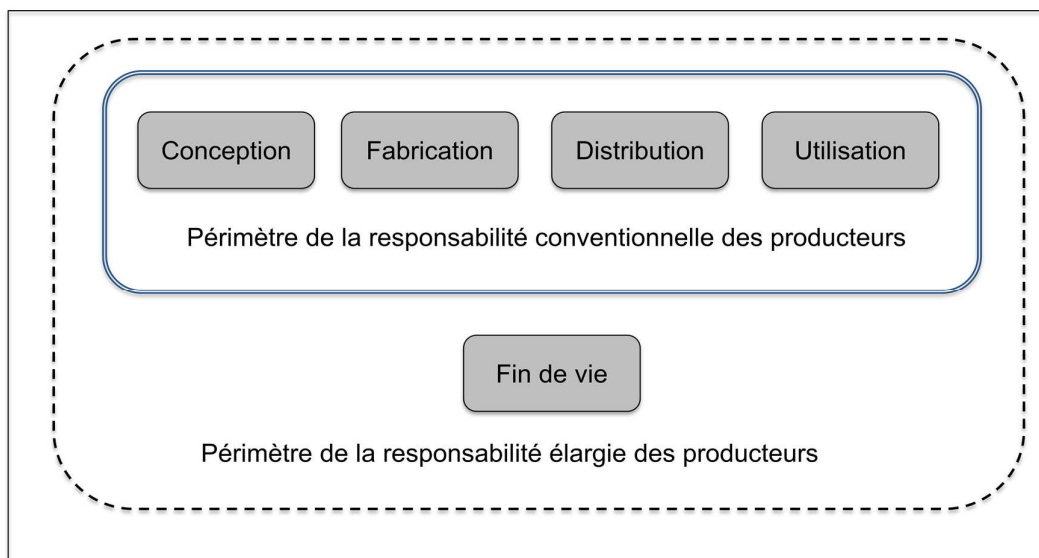 Conception
Fabrication
Distribution
Utilisation
Périmètre de la responsabilité conventionnelle des producteurs
Fin de vie
Périmètre de la responsabilité élargie des producteurs